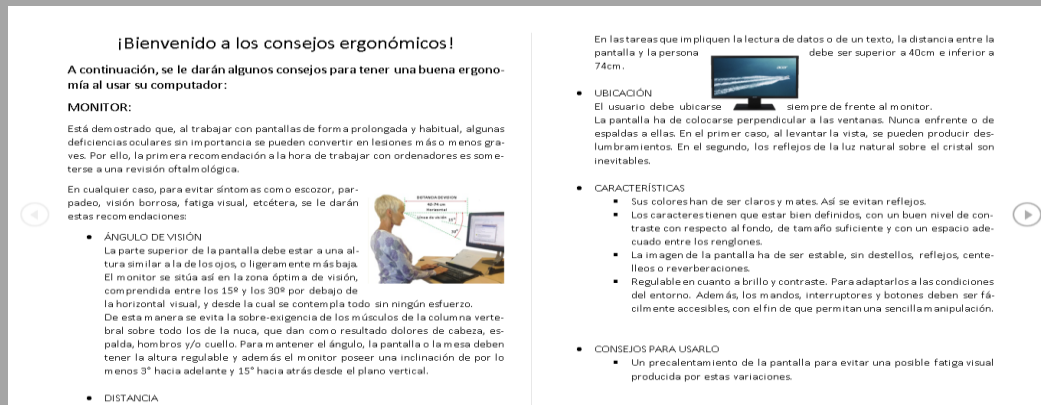 ¡Bienvenido a los consejos ergonómicos!
A continuación, se le darán algunos consejos para tener una buena ergono-
mía al usar su computador:
MONITOR:
Está demostrado que, al trabajar con pantallas de forma prolongada y habitual, algunas
deficiencias oculares sin importancia se pueden convertir en lesiones más o menos gra-
ves. Por ello, la primera recomendación a la hora de trabajar con ordenadores es some-
terse a una revisión oftalmológica.
En cualquier caso, para evitar síntomas como escozor, par-
padeo, visión borrosa, fatiga visual, etcétera, se le darán
estas recomendaciones:
• ÁNGULO DE VISIÓN
La parte superior de la pantalla debe estar a una al-
tura similar a la de los ojos, o ligeramente más baja.
El monitor se sitúa así en la zona óptima de visión,
comprendida entre los 15º y los 30º por debajo de
la horizontal visual, y desde la cual se contempla todo sin ningún esfuerzo.
De esta manera se evita la sobre-exigencia de los músculos de la columna verte-
bral sobre todo los de la nuca, que dan como resultado dolores de cabeza, es-
palda, hombros y/o cuello. Para mantener el ángulo, la pantalla o la mesa deben
tener la altura regulable y además el monitor poseer una inclinación de por lo
menos 3° hacia adelante y 15° hacia atrás desde el plano vertical.
• DISTANCIA
En las tareas que impliquen la lectura de datos o de un texto, la distancia entre la
pantalla y la persona debe ser superior a 40cm e inferior a
74cm.
• UBICACIÓN
El usuario debe ubicarse siempre de frente al monitor.
La pantalla ha de colocarse perpendicular a las ventanas. Nunca enfrente o de
espaldas a ellas. En el primer caso, al levantar la vista, se pueden producir des-
lumbramientos. En el segundo, los reflejos de la luz natural sobre el cristal son
inevitables.
• CARACTERÍSTICAS
▪ Sus colores han de ser claros y mates. Así se evitan reflejos.
▪ Los caracteres tienen que estar bien definidos, con un buen nivel de con-
traste con respecto al fondo, de tamaño suficiente y con un espacio ade-
cuado entre los renglones.
▪ La imagen de la pantalla ha de ser estable, sin destellos, reflejos, cente-
lleos o reverberaciones.
▪ Regulable en cuanto a brillo y contraste. Para adaptarlos a las condiciones
del entorno. Además, los mandos, interruptores y botones deben ser fá-
cilmente accesibles, con el fin de que permitan una sencilla manipulación.
• CONSEJOS PARA USARLO
▪ Un precalentamiento de la pantalla para evitar una posible fatiga visual
producida por estas variaciones.